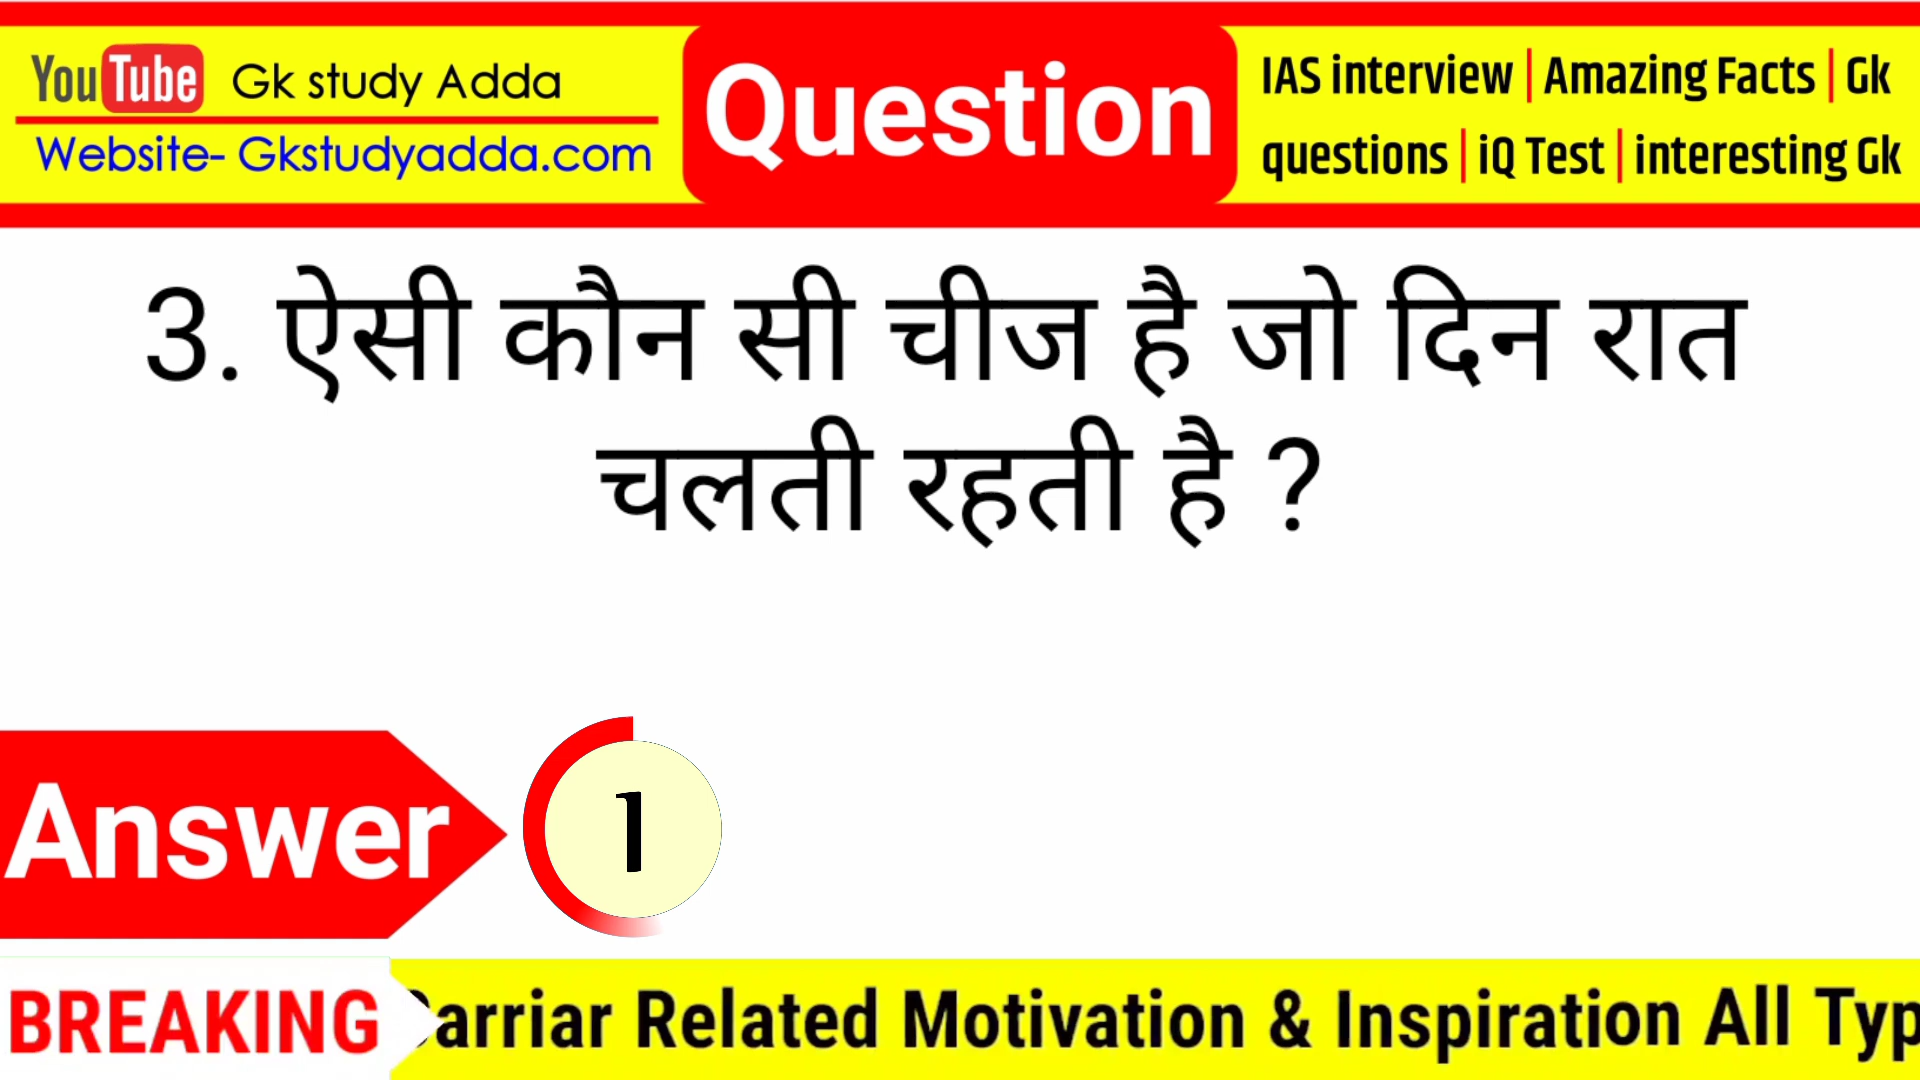 YouTube Gk study Adda
Website- Gkstudyadda.com
Question
IAS interview | Amazing Facts | Gk
questions | iQ Test | interesting Gk
3. ऐसी कौन सी चीज है जो दिन रात
चलती रहती है ?
Answer
1
BREAKING
arriar Related Motivation & Inspiration All Typ